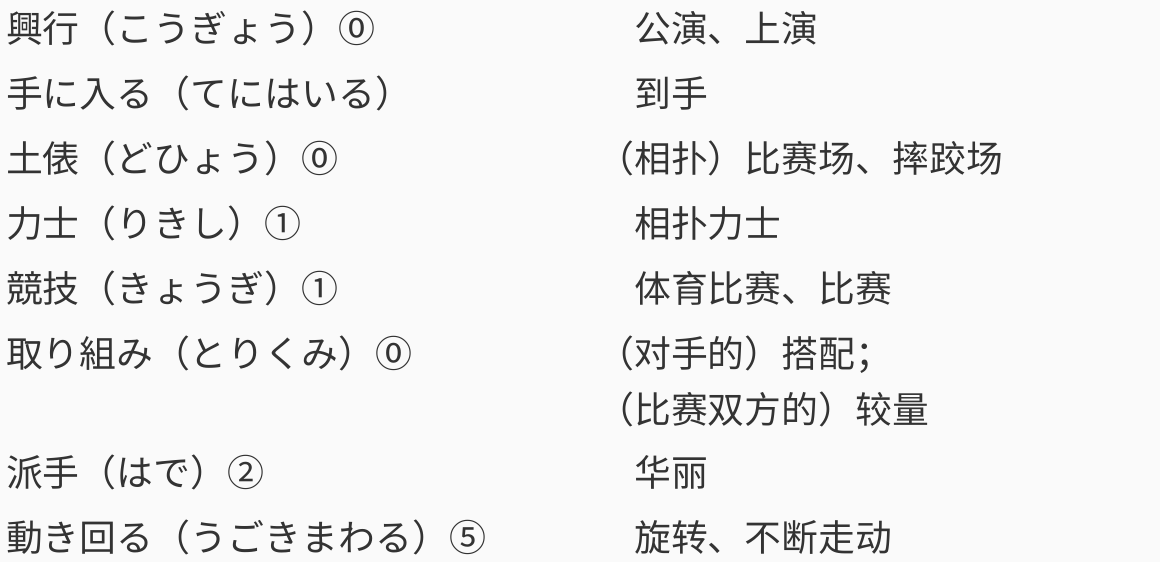 興行（こうぎょう）⓪ 公演、上演
手に入る（てにはいる） 到手
土俵（どひょう）⓪ （相扑）比赛场、摔跤场
力士（りきし）① 相扑力士
競技（きょうぎ）① 体育比赛、比赛
取り組み（とりくみ）⓪ （对手的）搭配；
（比赛双方的）较量
派手（はで）② 华丽
動き回る（うごきまわる）⑤ 旋转、不断走动